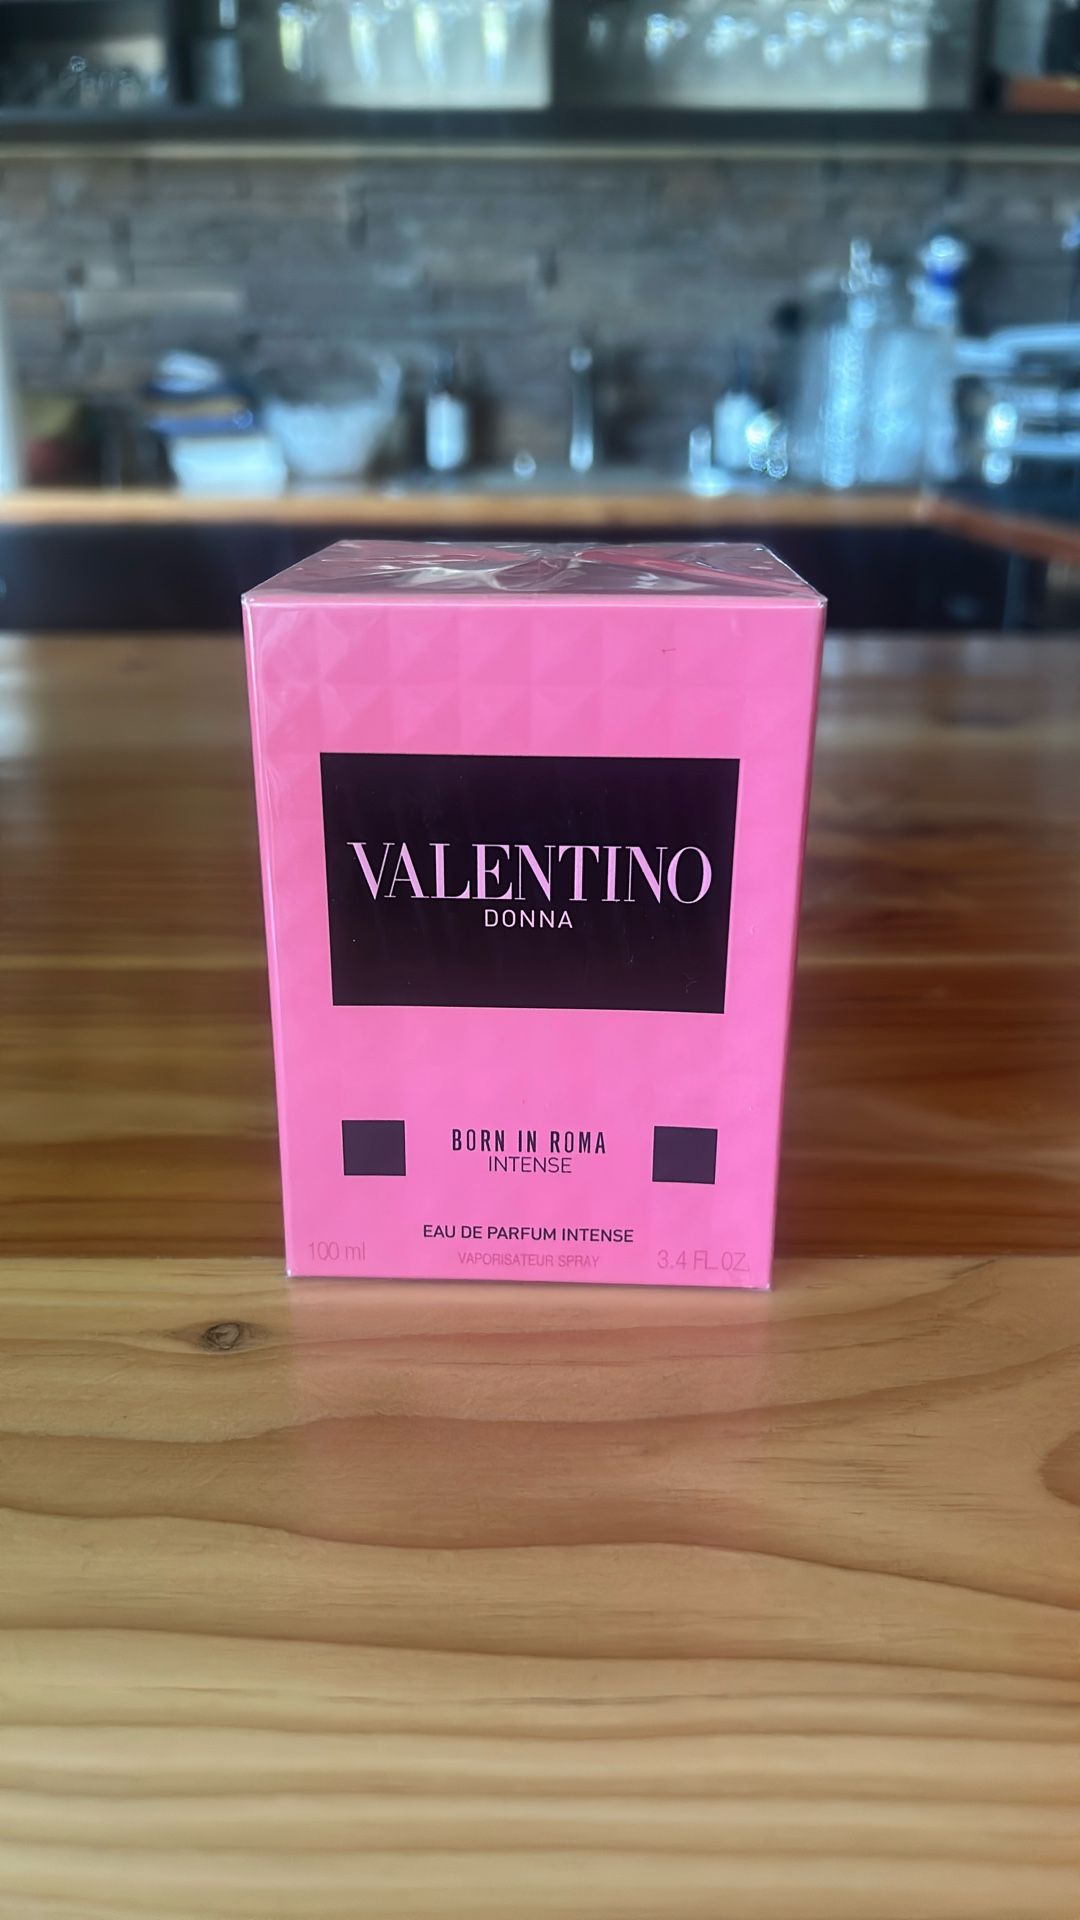 VALENTINO
DONNA
BORN IN ROMA
INTENSE
EAU DE PARFUM INTENSE
100 ml VAPORISATEUR SPRAY 3.4 FL.OZ.